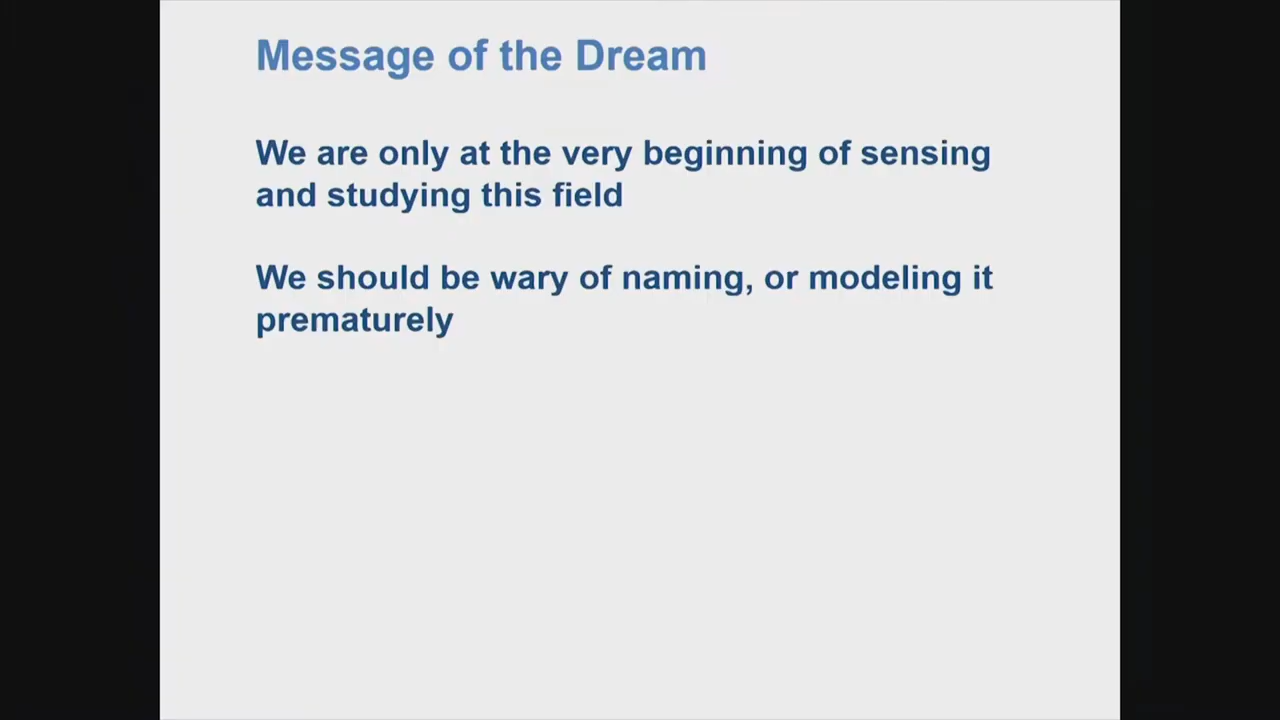 Message of the Dream
We are only at the very beginning of sensing
and studying this field
We should be wary of naming, or modeling it
prematurely